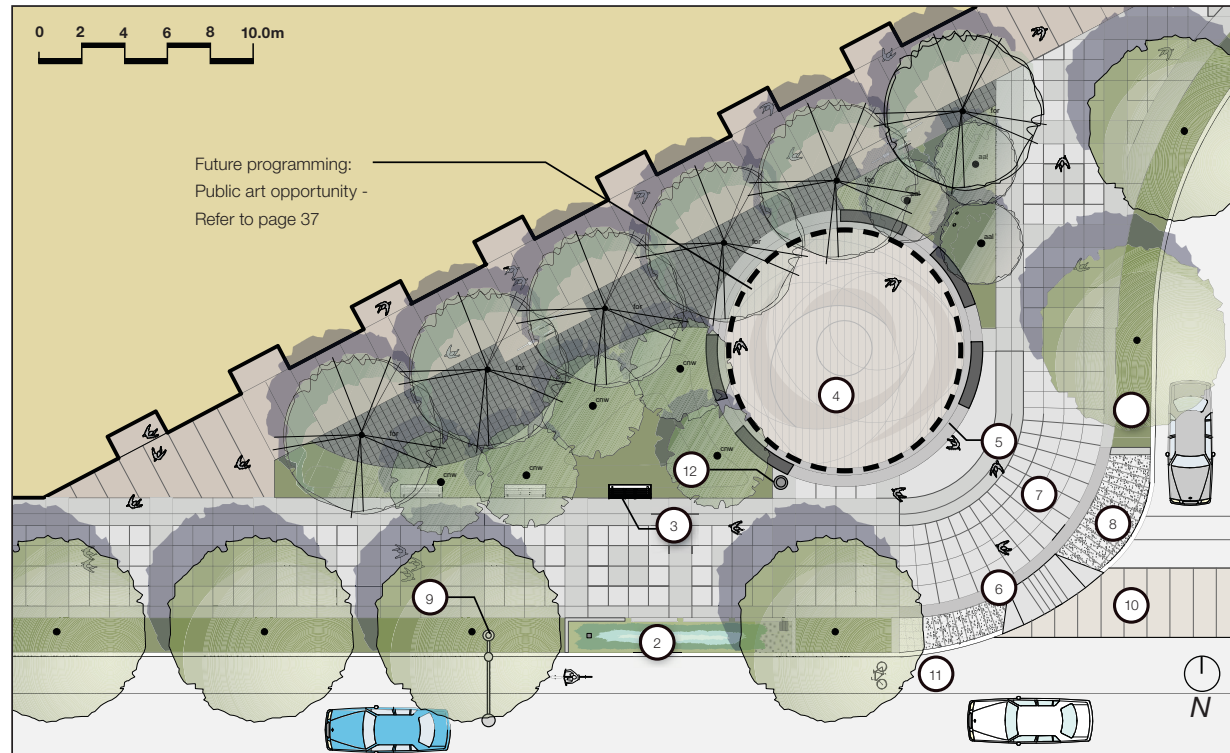 0 2 4 6 8 10.0m
Future programming:
Public art opportunity -
Refer to page 37
for
aal
for
for
aal
for
for
for
cnw
cnw
cnw
cnw
cnw
4
5
12
7
3
8
6
9
10
2
11
N